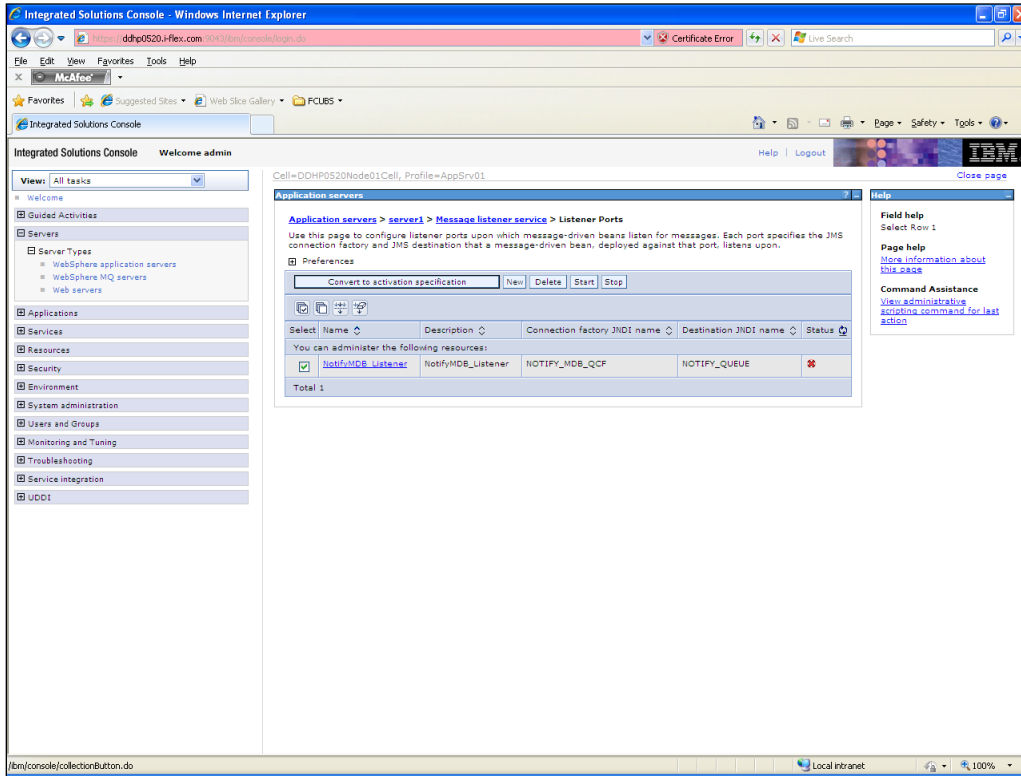 Integrated Solutions Console - Windows Internet Explorer
https://ddhp0520.i-flex.com:9043/ibm/console/login.do
Certificate Error
Live Search
File Edit View Favorites Tools Help
McAfee
Favorites Suggested Sites Web Slice Gallery FCUBS
Integrated Solutions Console
Page Safety Tools
Integrated Solutions Console Welcome admin
Help Logout
IBM
View: All tasks
Welcome
Guided Activities
Servers
Server Types
WebSphere application servers
WebSphere MQ servers
Web servers
Applications
Services
Resources
Security
Environment
System administration
Users and Groups
Monitoring and Tuning
Troubleshooting
Service integration
UDDI
Cell=DDHP0520Node01Cell, Profile=AppSrv01
Close page
Application servers ? -
Application servers > server1 > Message listener service > Listener Ports
Use this page to configure listener ports upon which message-driven beans listen for messages. Each port specifies the JMS
connection factory and JMS destination that a message-driven bean, deployed against that port, listens upon.
Preferences
Convert to activation specification New Delete Start Stop
Select Name Description Connection factory JNDI name Destination JNDI name Status
You can administer the following resources:
NotifyMDB_Listener NotifyMDB_Listener NOTIFY_MDB_QCF NOTIFY_QUEUE
Total 1
Help -
Field help
Select Row 1
Page help
More information about
this page
Command Assistance
View administrative
scripting command for last
action
/ibm/console/collectionButton.do
Local intranet
100%